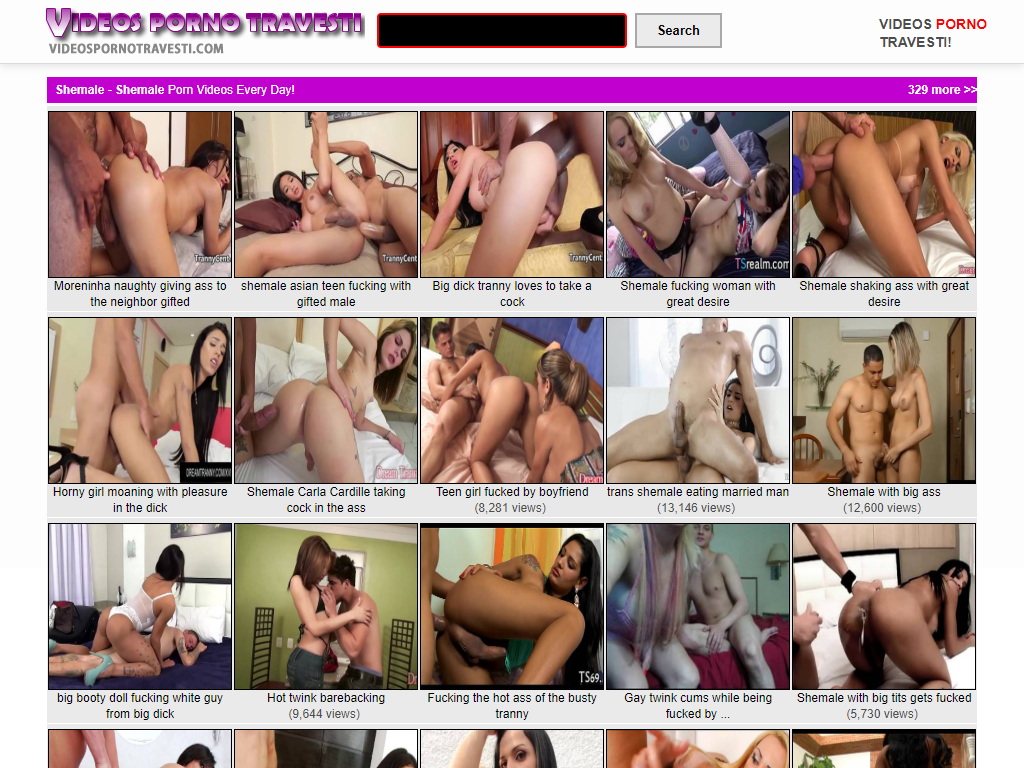 VIDEOS PORNO TRAVESTI
VIDEOSPORNOTRAVESTI.COM
Search
VIDEOS PORNO
TRAVESTI!
Shemale - Shemale Porn Videos Every Day!
329 more >>
TrannyCent
TrannyCent
TrannyCent
TSrealm.com
Moreninha naughty giving ass to
the neighbor gifted
shemale asian teen fucking with
gifted male
Big dick tranny loves to take a
cock
Shemale fucking woman with
great desire
Shemale shaking ass with great
desire
Horny girl moaning with pleasure
in the dick
Shemale Carla Cardille taking
cock in the ass
Teen girl fucked by boyfriend
(8,281 views)
trans shemale eating married man
(13,146 views)
Shemale with big ass
(12,600 views)
TS69.
big booty doll fucking white guy
from big dick
Hot twink barebacking
(9,644 views)
Fucking the hot ass of the busty
tranny
Gay twink cums while being
fucked by ...
Shemale with big tits gets fucked
(5,730 views)